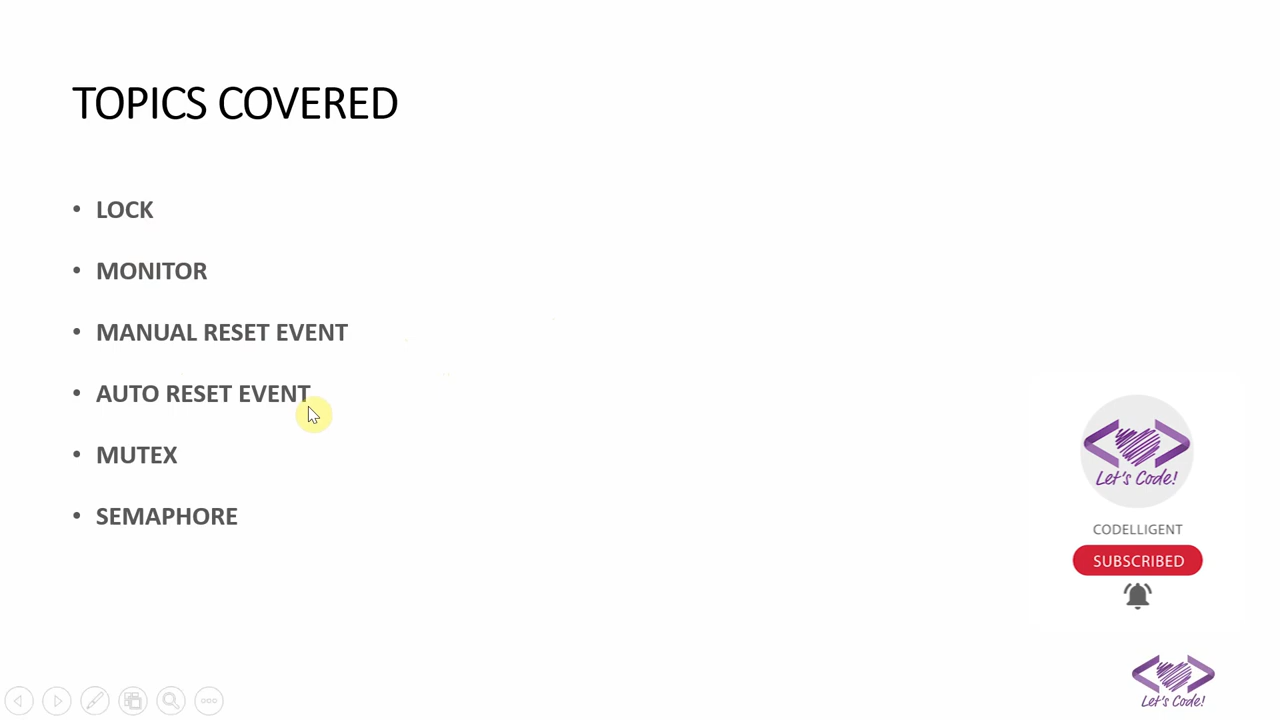 TOPICS COVERED
• LOCK
• MONITOR
• MANUAL RESET EVENT
• AUTO RESET EVENT
• MUTEX
• SEMAPHORE
Let's Code!
CODELLIGENT
SUBSCRIBED
Let's Code!